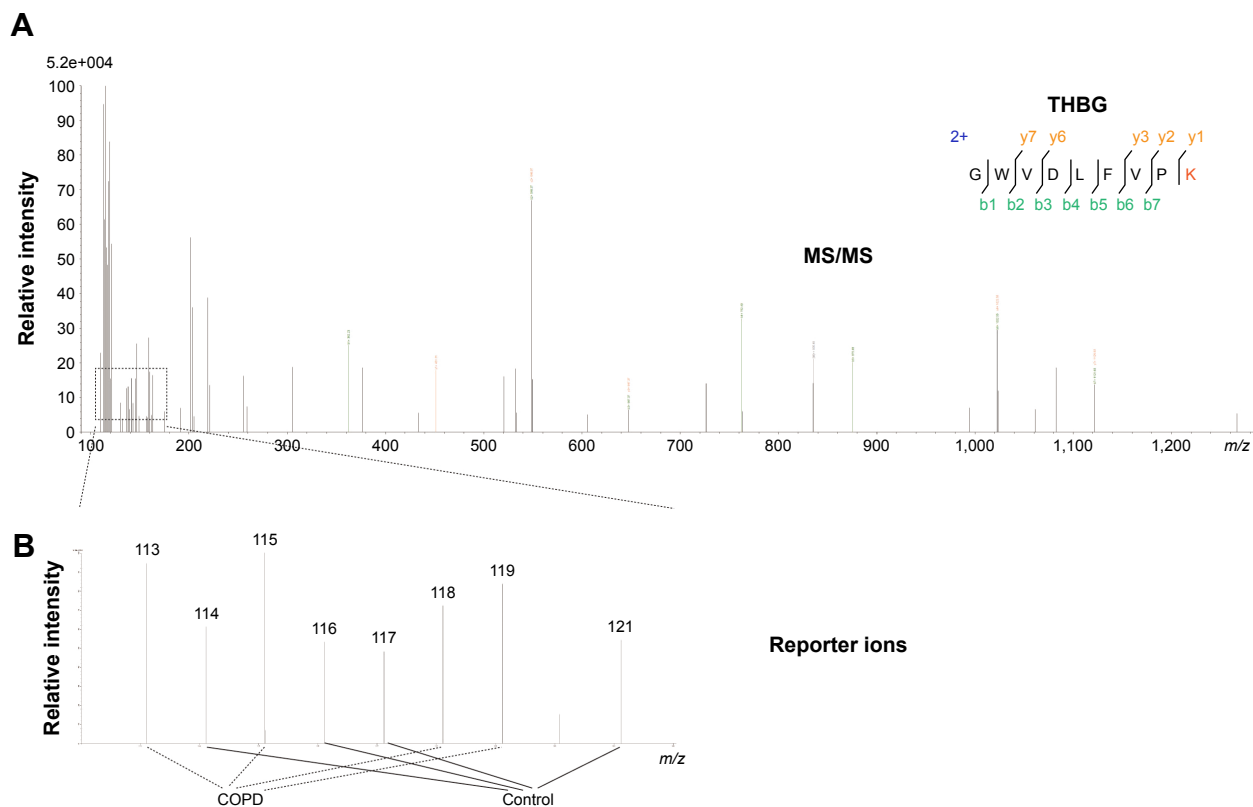 A
5.2e+004
100
90
80
70
60
50
40
30
20
10
0
Relative intensity
THBG
2+ y7 y6 y3 y2 y1
G W V D L F V P K
b1 b2 b3 b4 b5 b6 b7
MS/MS
100 200 300 400 500 600 700 800 900 1,000 1,100 1,200 m/z
B
Relative intensity
113 114 115 116 117 118 119 121
Reporter ions
m/z
COPD Control